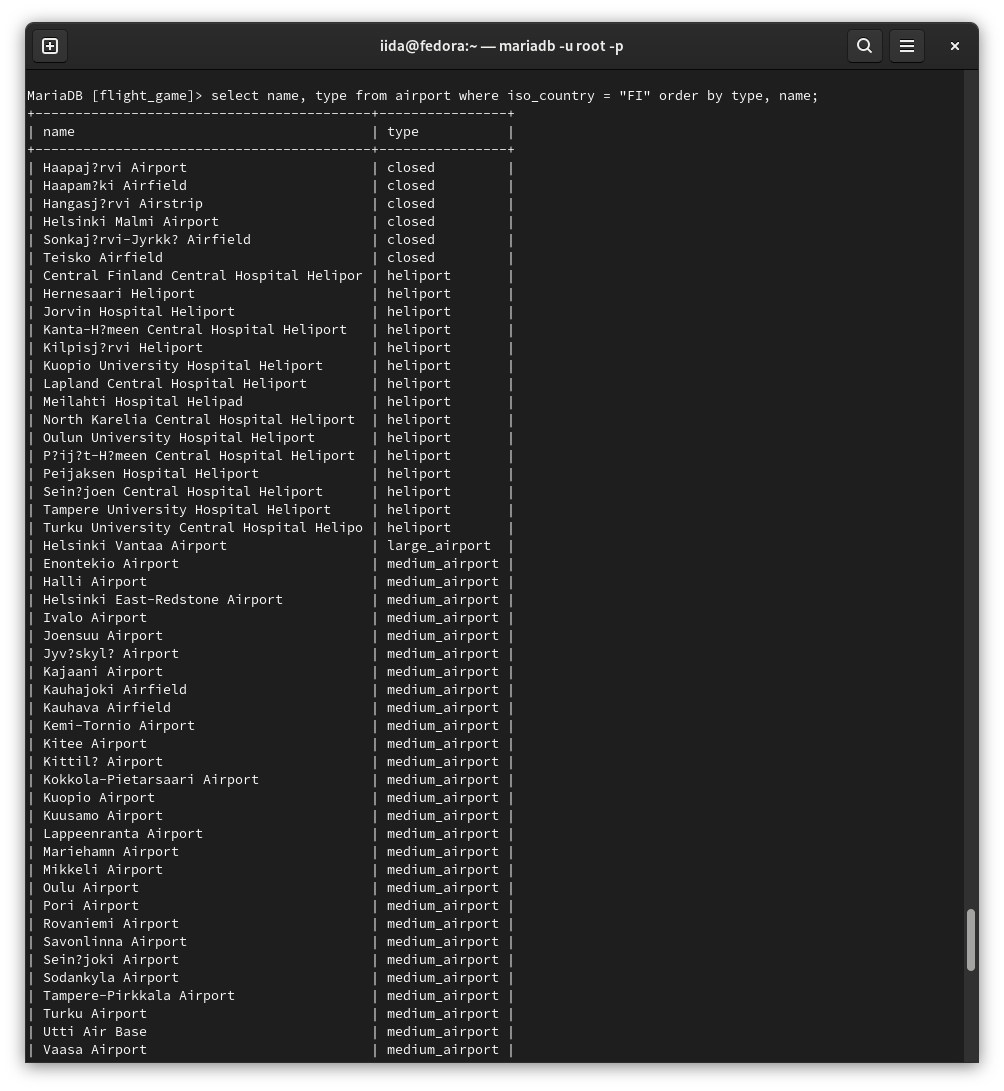 iida@fedora:~ — mariadb -u root -p
MariaDB [flight_game]> select name, type from airport where iso_country = "FI" order by type, name;
+------------------------------------------+----------------+
| name                                     | type           |
+------------------------------------------+----------------+
| Haapaj?rvi Airport                       | closed         |
| Haapam?ki Airfield                       | closed         |
| Hangasj?rvi Airstrip                     | closed         |
| Helsinki Malmi Airport                   | closed         |
| Sonkaj?rvi-Jyrkk? Airfield               | closed         |
| Teisko Airfield                          | closed         |
| Central Finland Central Hospital Helipor | heliport       |
| Hernesaari Heliport                      | heliport       |
| Jorvin Hospital Heliport                 | heliport       |
| Kanta-H?meen Central Hospital Heliport   | heliport       |
| Kilpisj?rvi Heliport                     | heliport       |
| Kuopio University Hospital Heliport      | heliport       |
| Lapland Central Hospital Heliport        | heliport       |
| Meilahti Hospital Helipad                | heliport       |
| North Karelia Central Hospital Heliport  | heliport       |
| Oulun University Hospital Heliport       | heliport       |
| P?ij?t-H?meen Central Hospital Heliport  | heliport       |
| Peijaksen Hospital Heliport              | heliport       |
| Sein?joen Central Hospital Heliport      | heliport       |
| Tampere University Hospital Heliport     | heliport       |
| Turku University Central Hospital Helipo | heliport       |
| Helsinki Vantaa Airport                  | large_airport  |
| Enontekio Airport                        | medium_airport |
| Halli Airport                            | medium_airport |
| Helsinki East-Redstone Airport           | medium_airport |
| Ivalo Airport                            | medium_airport |
| Joensuu Airport                          | medium_airport |
| Jyv?skyl? Airport                        | medium_airport |
| Kajaani Airport                          | medium_airport |
| Kauhajoki Airfield                       | medium_airport |
| Kauhava Airfield                         | medium_airport |
| Kemi-Tornio Airport                      | medium_airport |
| Kitee Airport                            | medium_airport |
| Kittil? Airport                          | medium_airport |
| Kokkola-Pietarsaari Airport              | medium_airport |
| Kuopio Airport                           | medium_airport |
| Kuusamo Airport                          | medium_airport |
| Lappeenranta Airport                     | medium_airport |
| Mariehamn Airport                        | medium_airport |
| Mikkeli Airport                          | medium_airport |
| Oulu Airport                             | medium_airport |
| Pori Airport                             | medium_airport |
| Rovaniemi Airport                        | medium_airport |
| Savonlinna Airport                       | medium_airport |
| Sein?joki Airport                        | medium_airport |
| Sodankyla Airport                        | medium_airport |
| Tampere-Pirkkala Airport                 | medium_airport |
| Turku Airport                            | medium_airport |
| Utti Air Base                            | medium_airport |
| Vaasa Airport                            | medium_airport |